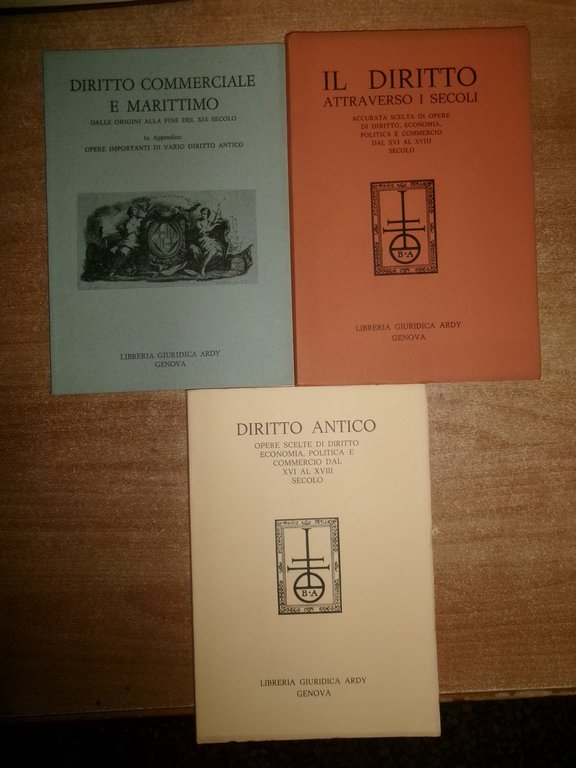 DIRITTO COMMERCIALE
E MARITTIMO
DALLE ORIGINI ALLA FINE DEL XIX SECOLO
In Appendice:
OPERE IMPORTANTI DI VARIO DIRITTO ANTICO
LIBRERIA GIURIDICA ARDY
GENOVA
IL DIRITTO
ATTRAVERSO I SECOLI
ACCURATA SCELTA DI OPERE
DI DIRITTO, ECONOMIA,
POLITICA E COMMERCIO
DAL XVI AL XVIII
SECOLO
B·A
LIBRERIA GIURIDICA ARDY
GENOVA
DIRITTO ANTICO
OPERE SCELTE DI DIRITTO
ECONOMIA, POLITICA E
COMMERCIO DAL
XVI AL XVIII
SECOLO
B·A
LIBRERIA GIURIDICA ARDY
GENOVA